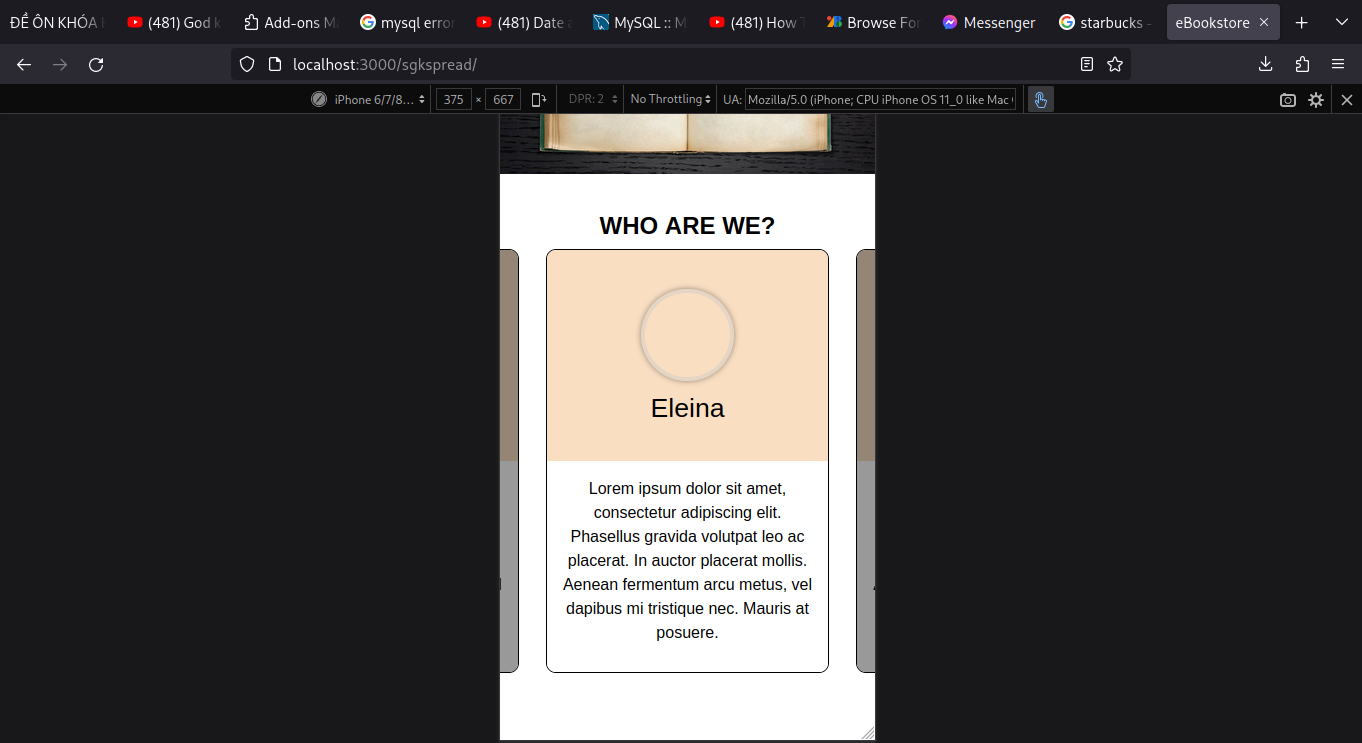 ĐỀ ÔN KHÓA
(481) God k
Add-ons Ma
mysql error
(481) Date a
MySQL :: M
(481) How T
Browse For
Messenger
starbucks -
eBookstore
localhost:3000/sgkspread/
iPhone 6/7/8... 375 × 667 DPR: 2 No Throttling UA: Mozilla/5.0 (iPhone; CPU iPhone OS 11_0 like Mac
WHO ARE WE?
Eleina
Lorem ipsum dolor sit amet,
consectetur adipiscing elit.
Phasellus gravida volutpat leo ac
placerat. In auctor placerat mollis.
Aenean fermentum arcu metus, vel
dapibus mi tristique nec. Mauris at
posuere.